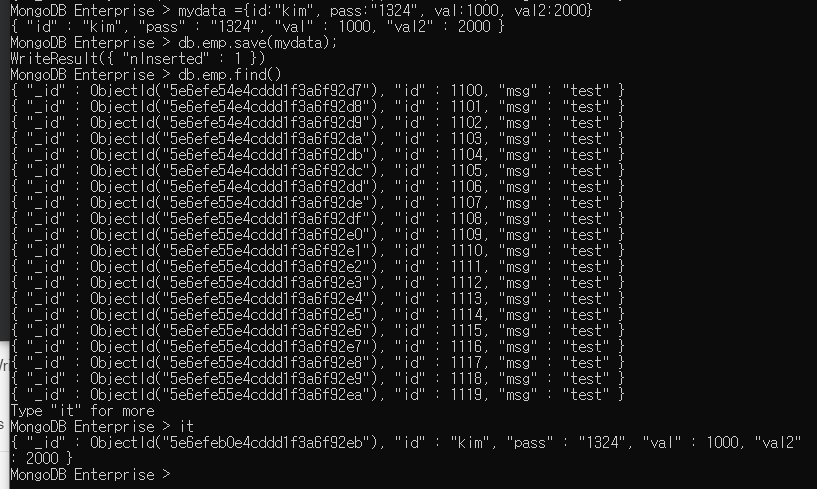 MongoDB Enterprise > mydata ={id:"kim", pass:"1324", val:1000, val2:2000}
{ "id" : "kim", "pass" : "1324", "val" : 1000, "val2" : 2000 }
MongoDB Enterprise > db.emp.save(mydata);
WriteResult({ "nInserted" : 1 })
MongoDB Enterprise > db.emp.find()
{ "_id" : ObjectId("5e6efe54e4cddd1f3a6f92d7"), "id" : 1100, "msg" : "test" }
{ "_id" : ObjectId("5e6efe54e4cddd1f3a6f92d8"), "id" : 1101, "msg" : "test" }
{ "_id" : ObjectId("5e6efe54e4cddd1f3a6f92d9"), "id" : 1102, "msg" : "test" }
{ "_id" : ObjectId("5e6efe54e4cddd1f3a6f92da"), "id" : 1103, "msg" : "test" }
{ "_id" : ObjectId("5e6efe54e4cddd1f3a6f92db"), "id" : 1104, "msg" : "test" }
{ "_id" : ObjectId("5e6efe54e4cddd1f3a6f92dc"), "id" : 1105, "msg" : "test" }
{ "_id" : ObjectId("5e6efe54e4cddd1f3a6f92dd"), "id" : 1106, "msg" : "test" }
{ "_id" : ObjectId("5e6efe55e4cddd1f3a6f92de"), "id" : 1107, "msg" : "test" }
{ "_id" : ObjectId("5e6efe55e4cddd1f3a6f92df"), "id" : 1108, "msg" : "test" }
{ "_id" : ObjectId("5e6efe55e4cddd1f3a6f92e0"), "id" : 1109, "msg" : "test" }
{ "_id" : ObjectId("5e6efe55e4cddd1f3a6f92e1"), "id" : 1110, "msg" : "test" }
{ "_id" : ObjectId("5e6efe55e4cddd1f3a6f92e2"), "id" : 1111, "msg" : "test" }
{ "_id" : ObjectId("5e6efe55e4cddd1f3a6f92e3"), "id" : 1112, "msg" : "test" }
{ "_id" : ObjectId("5e6efe55e4cddd1f3a6f92e4"), "id" : 1113, "msg" : "test" }
{ "_id" : ObjectId("5e6efe55e4cddd1f3a6f92e5"), "id" : 1114, "msg" : "test" }
{ "_id" : ObjectId("5e6efe55e4cddd1f3a6f92e6"), "id" : 1115, "msg" : "test" }
{ "_id" : ObjectId("5e6efe55e4cddd1f3a6f92e7"), "id" : 1116, "msg" : "test" }
{ "_id" : ObjectId("5e6efe55e4cddd1f3a6f92e8"), "id" : 1117, "msg" : "test" }
{ "_id" : ObjectId("5e6efe55e4cddd1f3a6f92e9"), "id" : 1118, "msg" : "test" }
{ "_id" : ObjectId("5e6efe55e4cddd1f3a6f92ea"), "id" : 1119, "msg" : "test" }
Type "it" for more
MongoDB Enterprise > it
{ "_id" : ObjectId("5e6efeb0e4cddd1f3a6f92eb"), "id" : "kim", "pass" : "1324", "val" : 1000, "val2"
: 2000 }
MongoDB Enterprise >